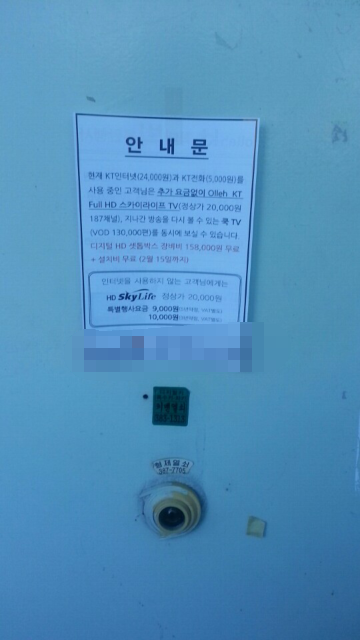 안 내 문
현재 KT인터넷(24,000원)과 KT전화(5,000원)를
사용 중인 고객님은 추가 요금없이 Olleh KT
Full HD 스카이라이프 TV(정상가 20,000원
187채널), 지나간 방송을 다시 볼 수 있는 쿡 TV
(VOD 130,000편)를 동시에 보실 수 있습니다
디지털 HD 셋톱박스 장비비 158,000원 무료
+ 설치비 무료 (2월 15일까지)
인터넷을 사용하지 않는 고객님에게는
HD SkyLife 정상가 20,000원
특별행사요금 9,000원
10,000원
열쇠